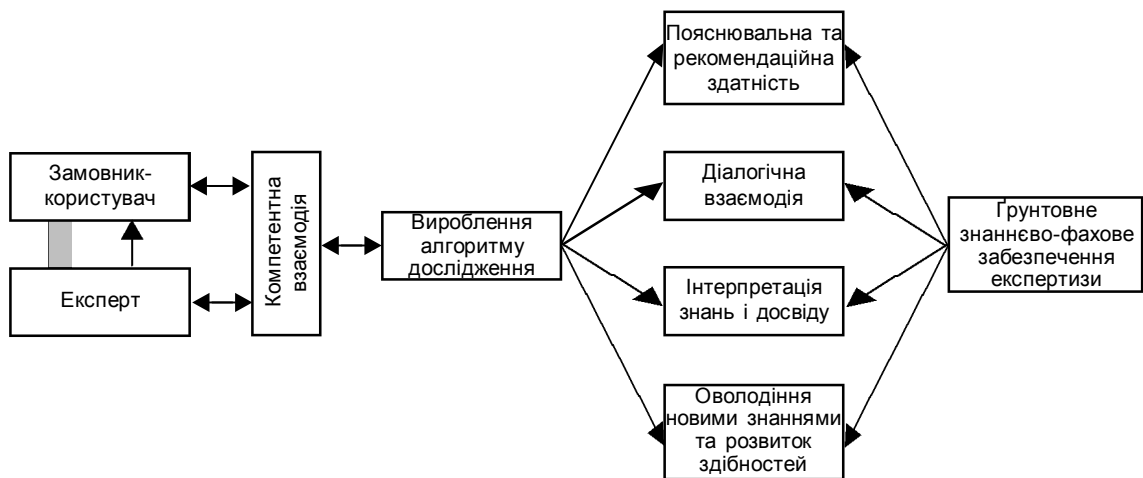 Замовник-
користувач
Експерт
Компетентна
взаємодія
Вироблення
алгоритму
дослідження
Пояснювальна та
рекомендаційна
здатність
Діалогічна
взаємодія
Інтерпретація
знань і досвіду
Оволодіння
новими знаннями
та розвиток
здібностей
Ґрунтовне
знаннєво-фахове
забезпечення
експертизи